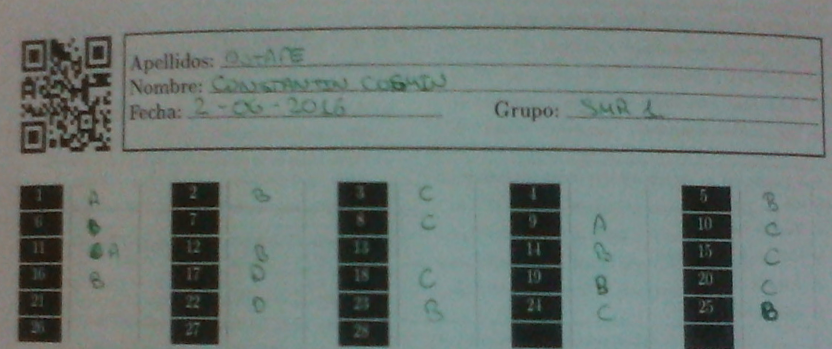 Apellidos:
Nombre: CONSTANTIN COSMIN
Fecha: 2-06-2016 Grupo: SMR 1
1 A 2 B 3 C 4 5 B
6 B 7 8 C 9 A 10 C
11 A 12 B 13 14 B 15 C
16 B 17 D 18 C 19 B 20 C
21 22 D 23 B 24 C 25 B
26 27 28